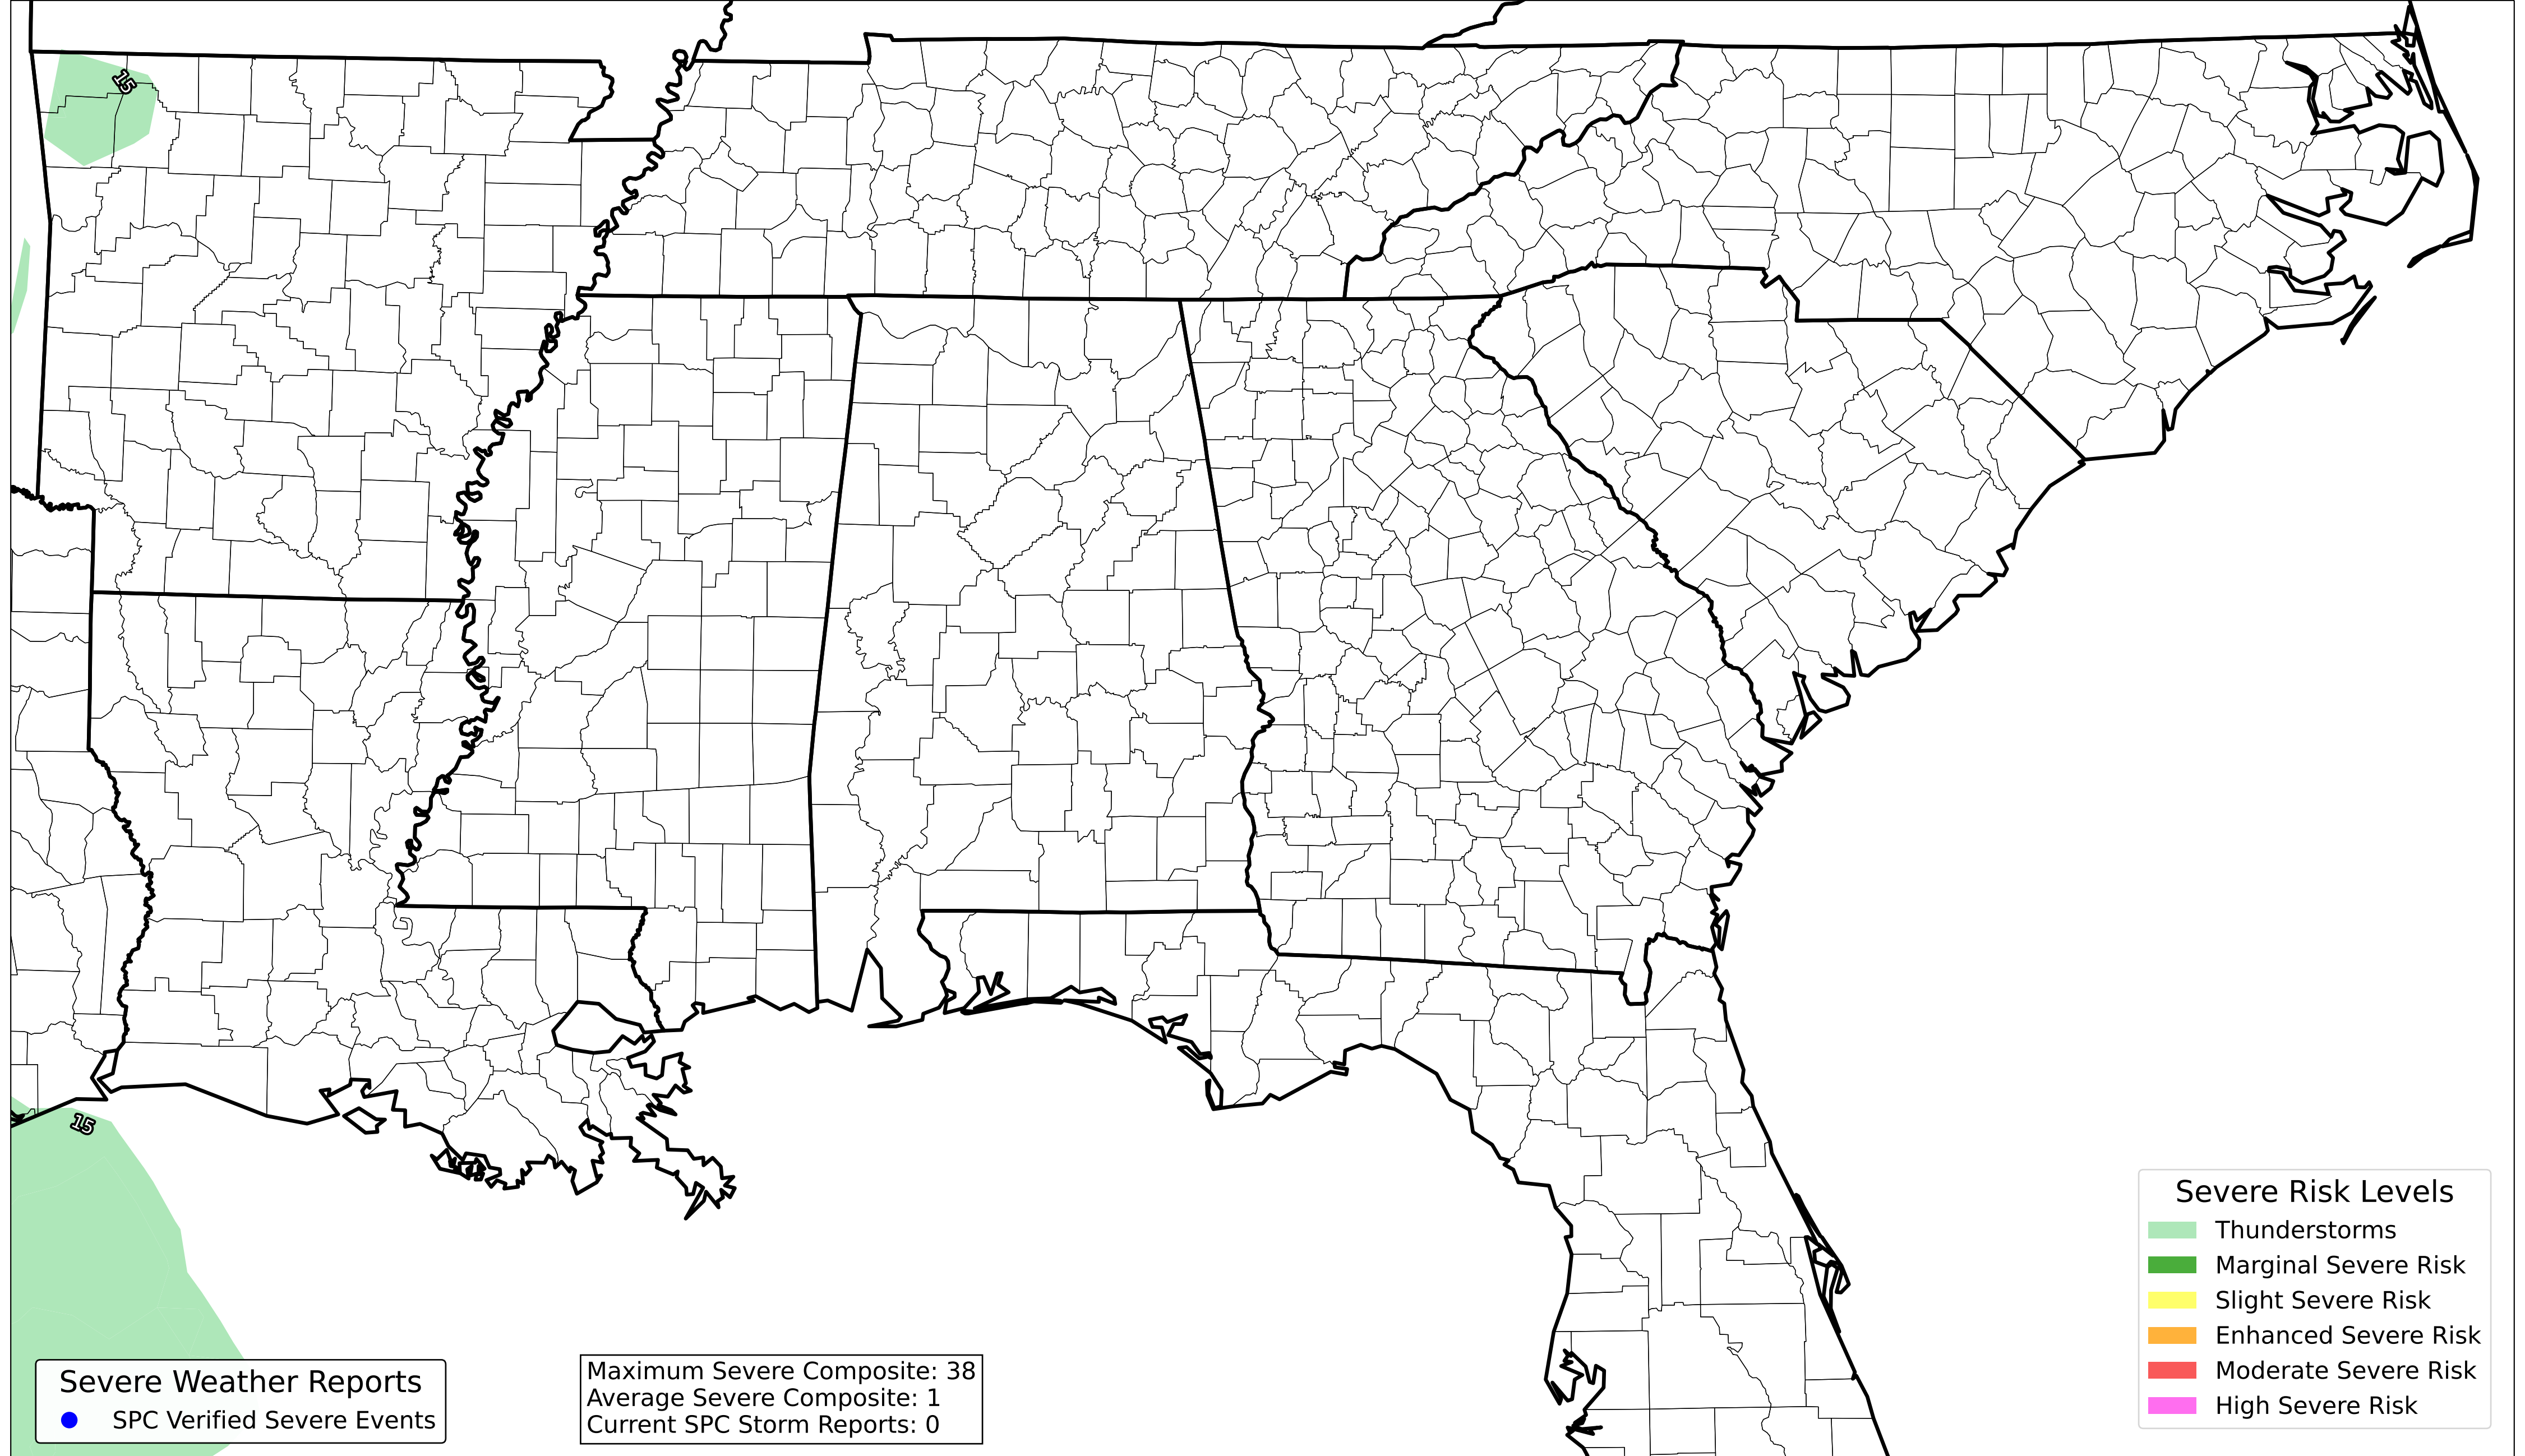 15
15
Severe Risk Levels
Thunderstorms
Marginal Severe Risk
Slight Severe Risk
Enhanced Severe Risk
Moderate Severe Risk
High Severe Risk
Severe Weather Reports
SPC Verified Severe Events
Maximum Severe Composite: 38
Average Severe Composite: 1
Current SPC Storm Reports: 0